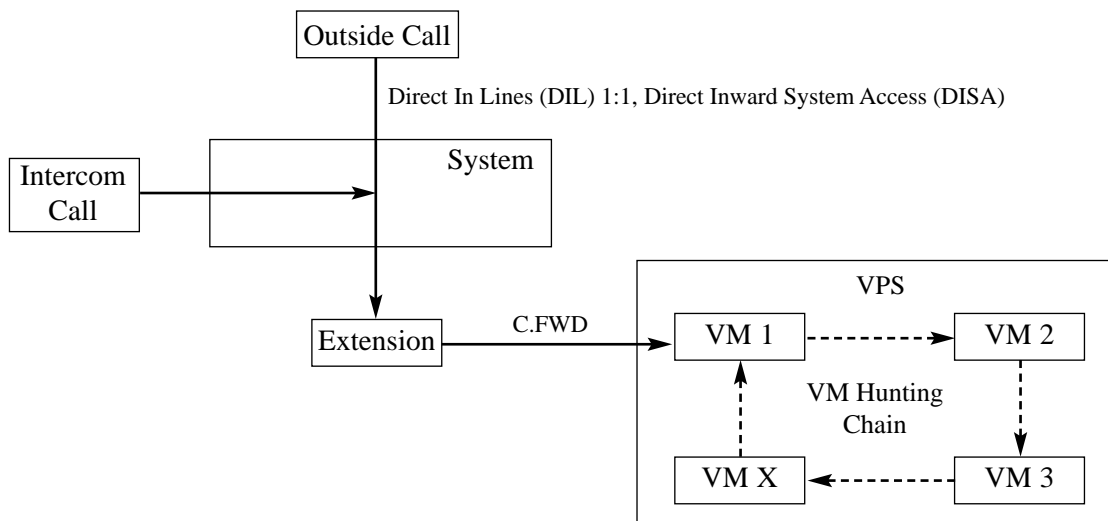 Outside Call
Direct In Lines (DIL) 1:1, Direct Inward System Access (DISA)
System
Intercom
Call
VPS
Extension
C.FWD
VM 1
VM 2
VM Hunting
Chain
VM X
VM 3